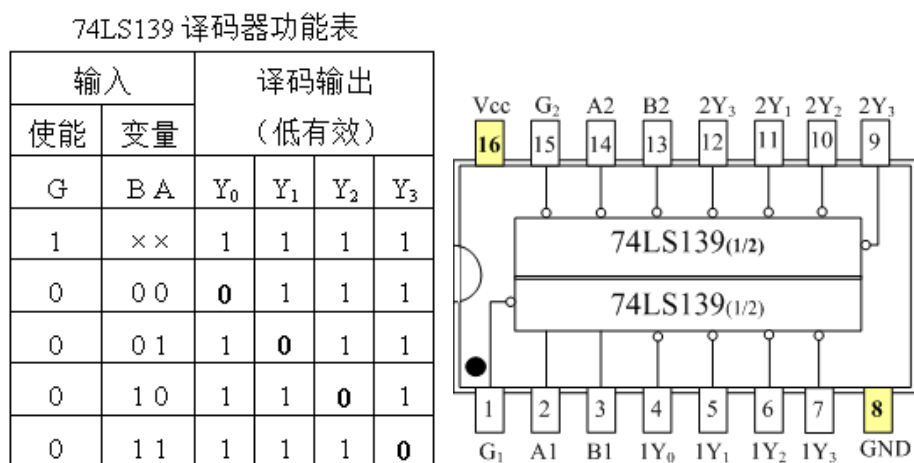 74LS139 译码器功能表
输入 译码输出
使能 变量 (低有效)
G B A Y₀ Y₁ Y₂ Y₃
1 × × 1 1 1 1
0 0 0 0 1 1 1
0 0 1 1 0 1 1
0 1 0 1 1 0 1
0 1 1 1 1 1 0
Vcc G₂ A2 B2 2Y₃ 2Y₁ 2Y₂ 2Y₃
16 15 14 13 12 11 10 9
74LS139(1/2)
74LS139(1/2)
1 2 3 4 5 6 7 8
G₁ A1 B1 1Y₀ 1Y₁ 1Y₂ 1Y₃ GND